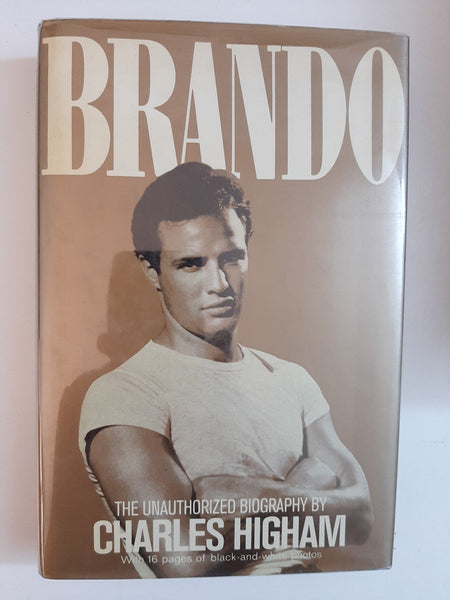 BRANDO
THE UNAUTHORIZED BIOGRAPHY BY
CHARLES HIGHAM
With 16 pages of black-and-white photos